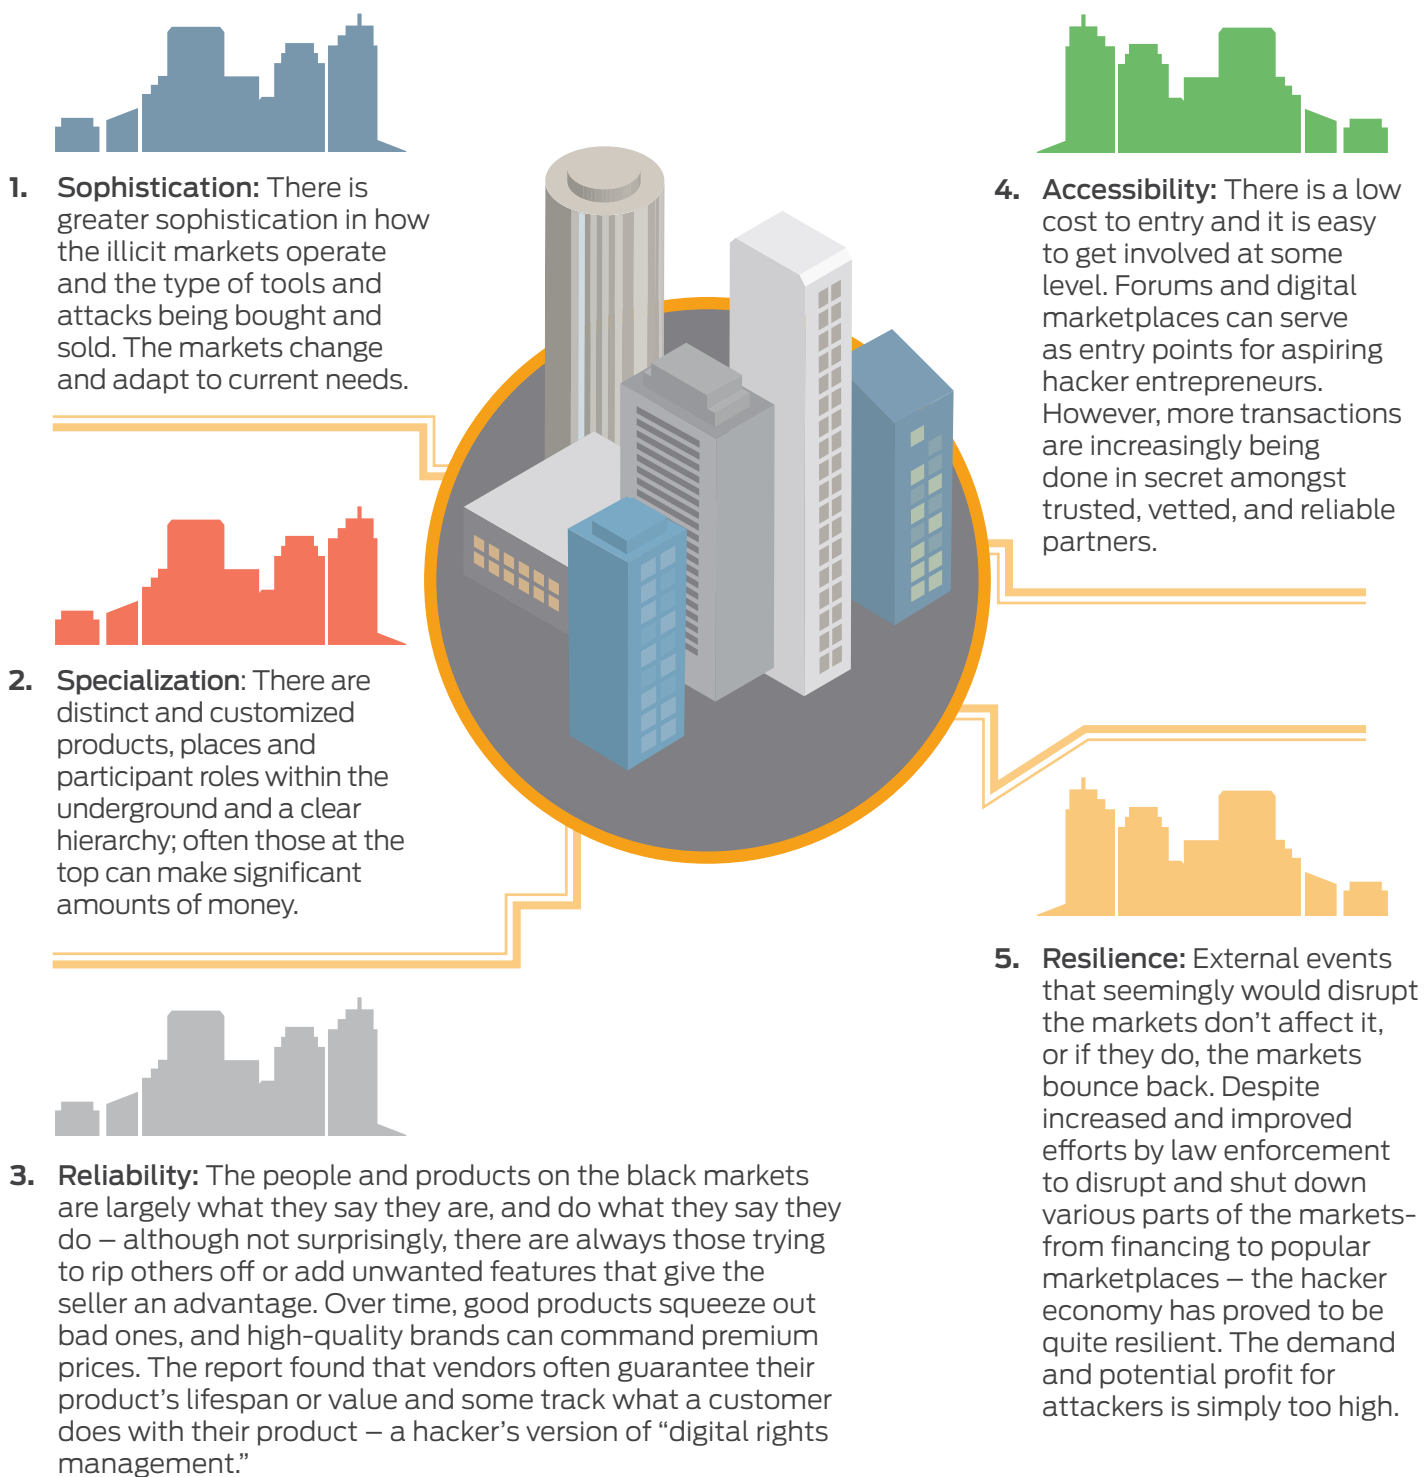 1. Sophistication: There is
greater sophistication in how
the illicit markets operate
and the type of tools and
attacks being bought and
sold. The markets change
and adapt to current needs.
2. Specialization: There are
distinct and customized
products, places and
participant roles within the
underground and a clear
hierarchy; often those at the
top can make significant
amounts of money.
3. Reliability: The people and products on the black markets
are largely what they say they are, and do what they say they
do – although not surprisingly, there are always those trying
to rip others off or add unwanted features that give the
seller an advantage. Over time, good products squeeze out
bad ones, and high-quality brands can command premium
prices. The report found that vendors often guarantee their
product's lifespan or value and some track what a customer
does with their product – a hacker's version of “digital rights
management.”
4. Accessibility: There is a low
cost to entry and it is easy
to get involved at some
level. Forums and digital
marketplaces can serve
as entry points for aspiring
hacker entrepreneurs.
However, more transactions
are increasingly being
done in secret amongst
trusted, vetted, and reliable
partners.
5. Resilience: External events
that seemingly would disrupt
the markets don’t affect it,
or if they do, the markets
bounce back. Despite
increased and improved
efforts by law enforcement
to disrupt and shut down
various parts of the markets-
from financing to popular
marketplaces – the hacker
economy has proved to be
quite resilient. The demand
and potential profit for
attackers is simply too high.